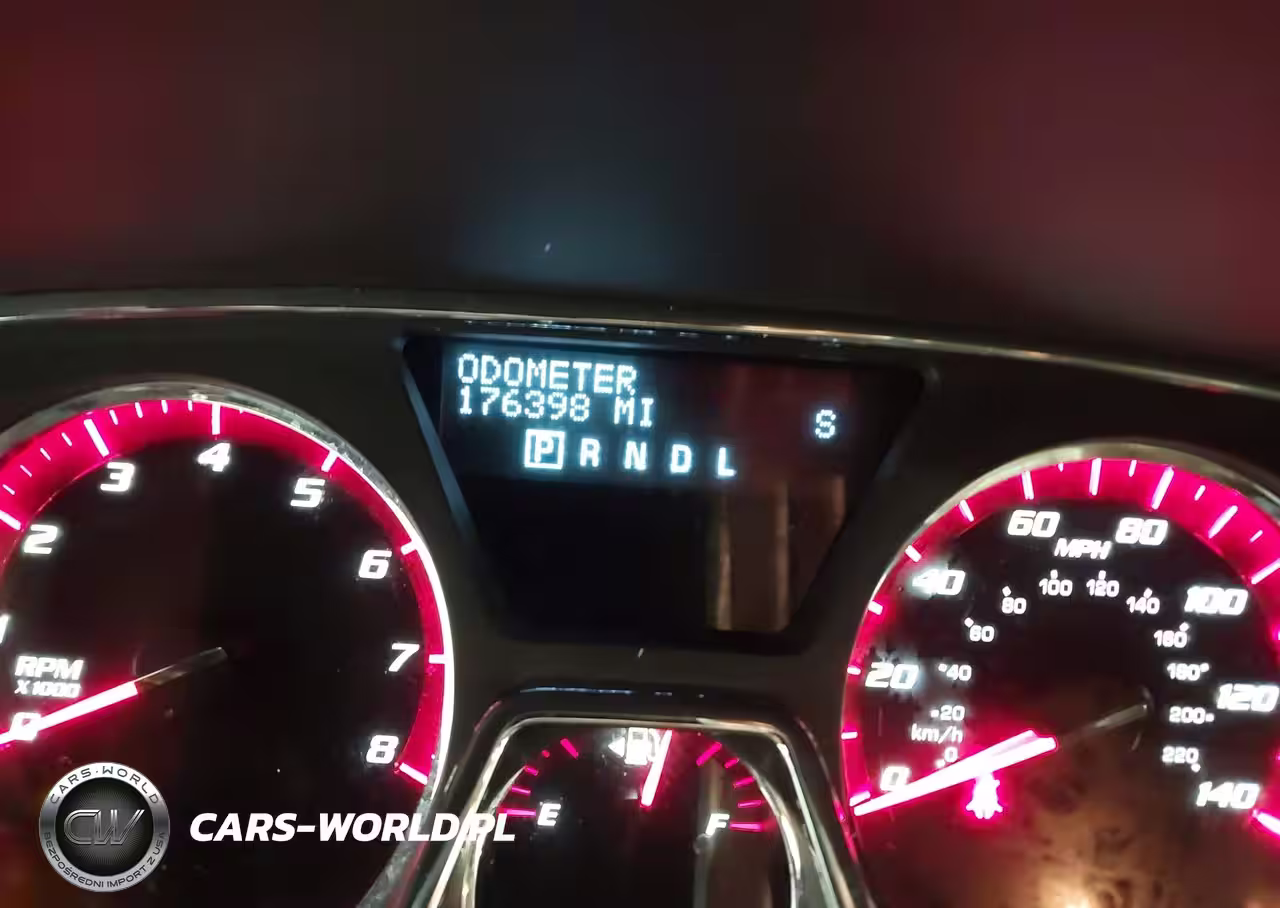 ODOMETER
176398 MI
S
P R N D L
1
2
3
4
5
6
7
8
0
RPM
X1000
E
F
0
20
40
60
80
100
120
140
MPH
0
20
40
60
80
100
120
140
160
180
200
220
km/h
CARS-WORLD
CW
BEZPOŚREDNI IMPORT Z USA
CARS-WORLD.PL